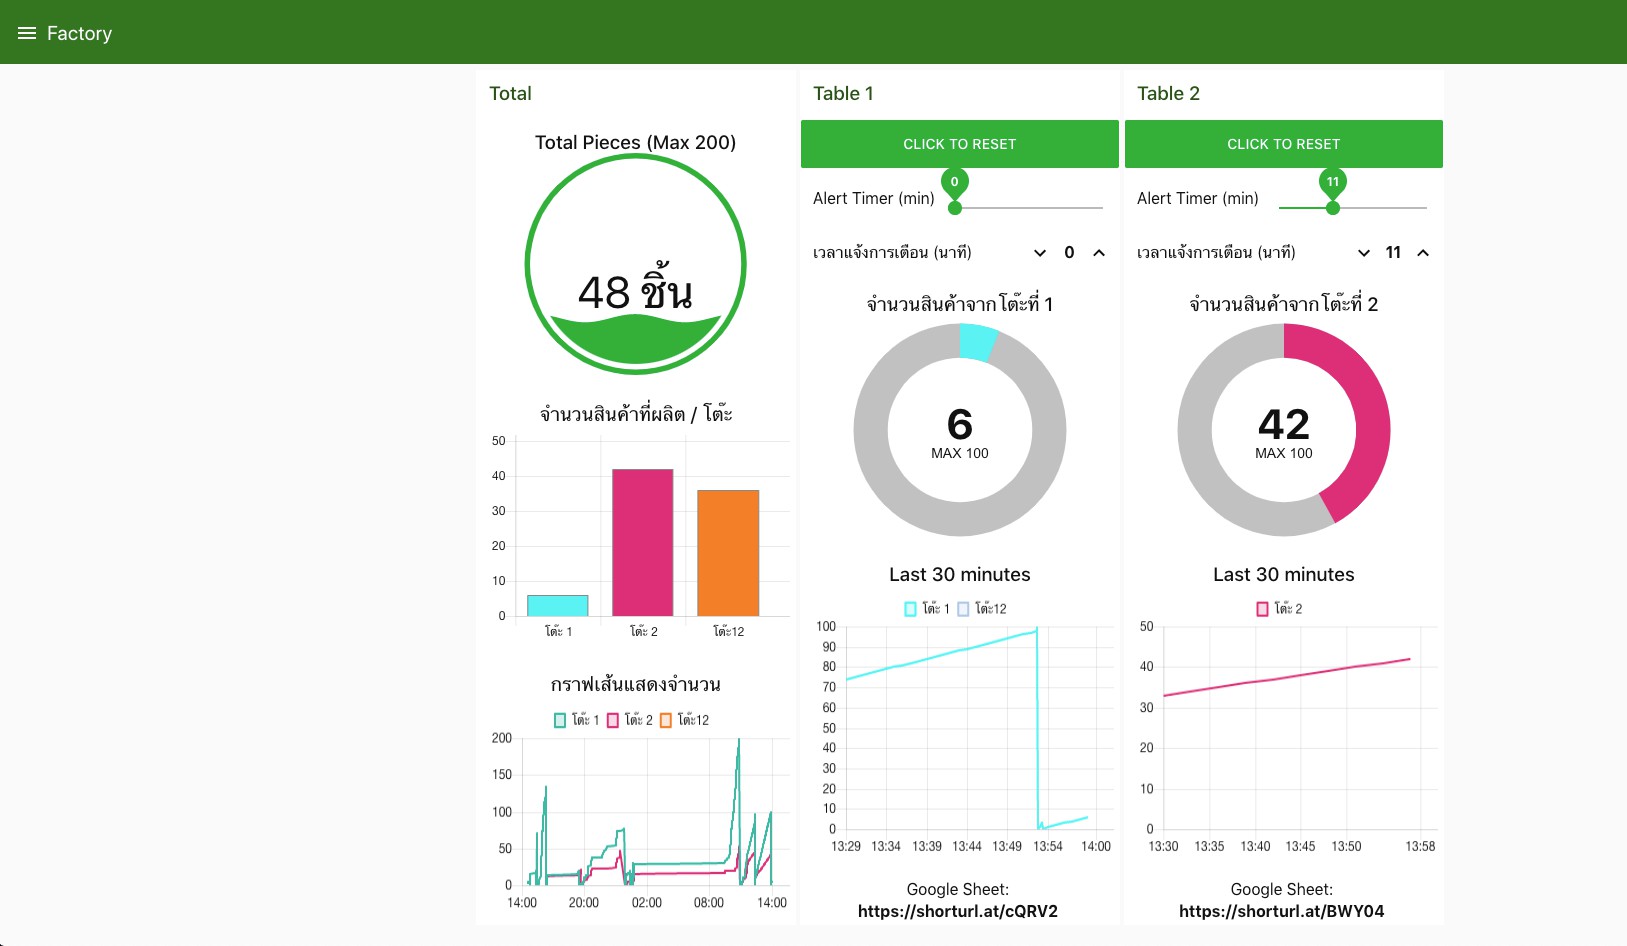 Factory
Total
Total Pieces (Max 200)
48 ชิ้น
จำนวนสินค้าที่ผลิต / โต๊ะ
50
40
30
20
10
0
โต๊ะ 1 โต๊ะ 2 โต๊ะ12
กราฟเส้นแสดงจำนวน
โต๊ะ 1 โต๊ะ 2 โต๊ะ12
200
150
100
50
0
14:00 20:00 02:00 08:00 14:00
Table 1
CLICK TO RESET
0
Alert Timer (min)
เวลาแจ้งการเตือน (นาที) 0
จำนวนสินค้าจากโต๊ะที่ 1
6
MAX 100
Last 30 minutes
โต๊ะ 1 โต๊ะ12
100
90
80
70
60
50
40
30
20
10
0
13:29 13:34 13:39 13:44 13:49 13:54 14:00
Google Sheet:
https://shorturl.at/cQRV2
Table 2
CLICK TO RESET
11
Alert Timer (min)
เวลาแจ้งการเตือน (นาที) 11
จำนวนสินค้าจากโต๊ะที่ 2
42
MAX 100
Last 30 minutes
โต๊ะ 2
50
40
30
20
10
0
13:30 13:35 13:40 13:45 13:50 13:58
Google Sheet:
https://shorturl.at/BWY04